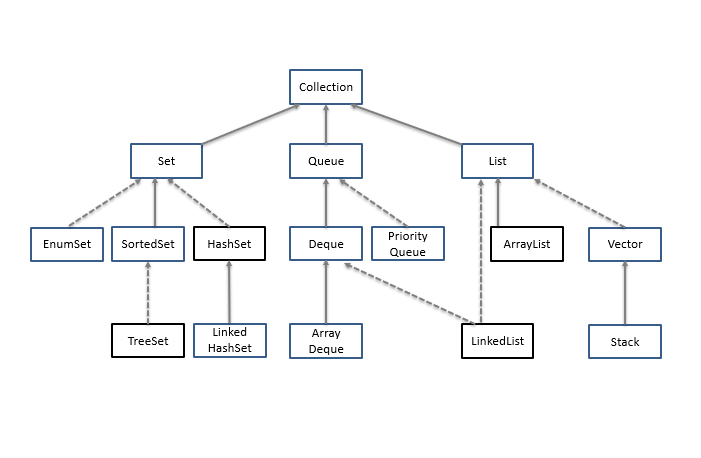 Collection
Set
Queue
List
EnumSet
SortedSet
HashSet
Deque
Priority
Queue
ArrayList
Vector
TreeSet
Linked
HashSet
Array
Deque
LinkedList
Stack